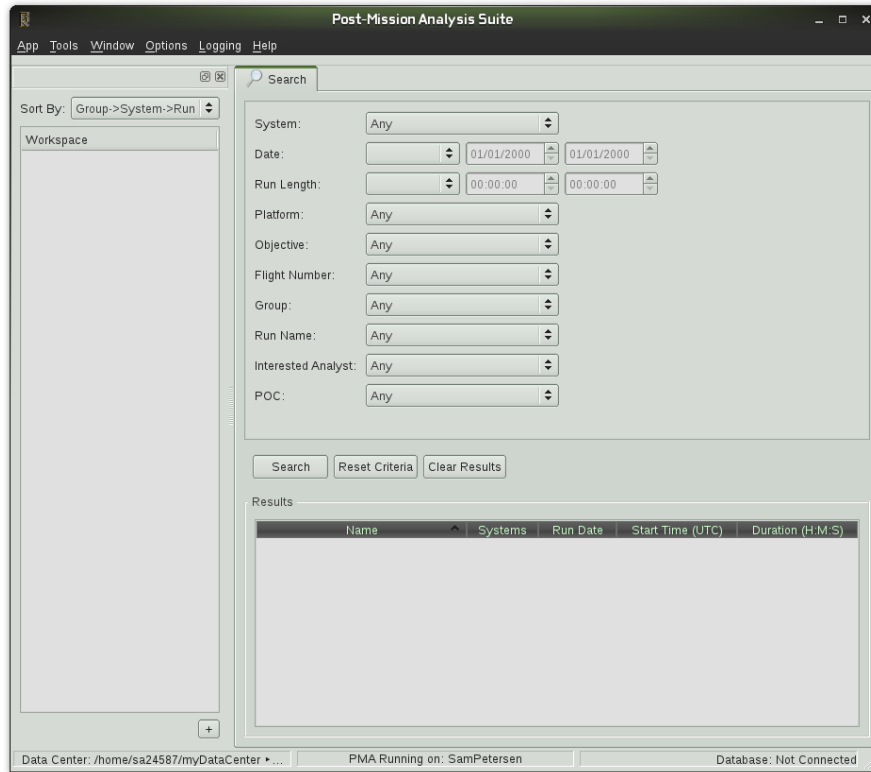 Post-Mission Analysis Suite
App Tools Window Options Logging Help
Search
Sort By: Group->System->Run
Workspace
System: Any
Date: 01/01/2000 01/01/2000
Run Length: 00:00:00 00:00:00
Platform: Any
Objective: Any
Flight Number: Any
Group: Any
Run Name: Any
Interested Analyst: Any
POC: Any
Search Reset Criteria Clear Results
Results
Name Systems Run Date Start Time (UTC) Duration (H:M:S)
+
Data Center: /home/sa24587/myDataCenter ▸... PMA Running on: SamPetersen Database: Not Connected